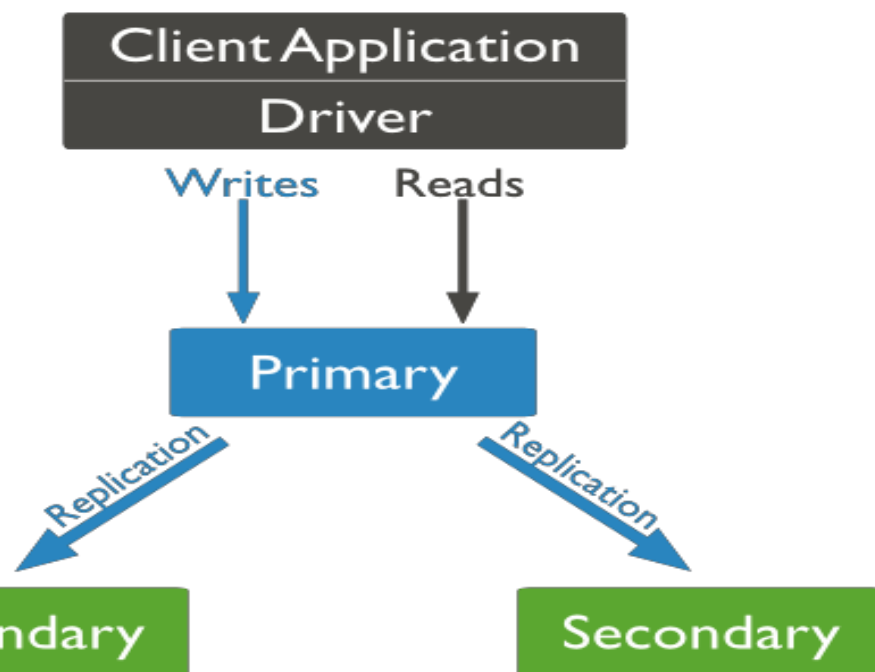 Client Application
Driver
Writes
Reads
Primary
Replication
Replication
ndary
Secondary